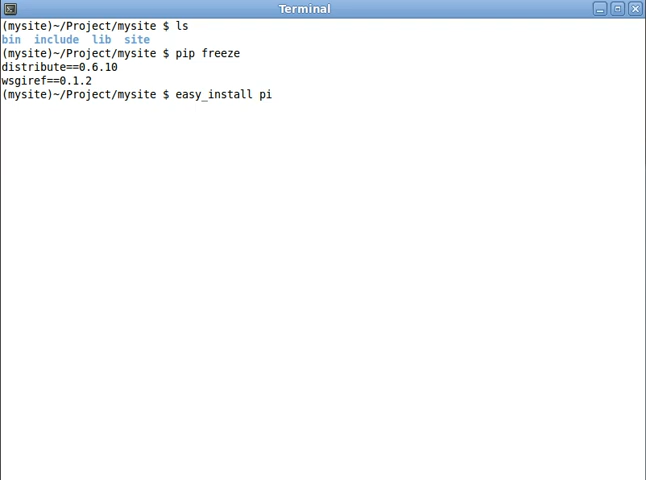 Terminal
(mysite)~/Project/mysite $ ls
bin  include  lib  site
(mysite)~/Project/mysite $ pip freeze
distribute==0.6.10
wsgiref==0.1.2
(mysite)~/Project/mysite $ easy_install pi